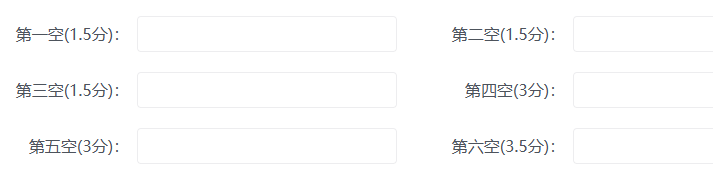 第一空(1.5分)： 第二空(1.5分)：
第三空(1.5分)： 第四空(3分)：
第五空(3分)： 第六空(3.5分)：